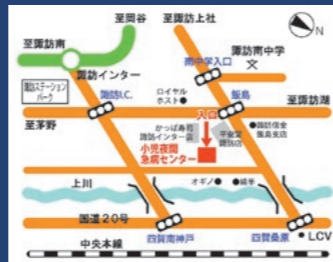 至岡谷
至諏訪上社
至諏訪南
諏訪南中学
南中学入口
諏訪インター
諏訪ステーション
パーク
諏訪I.C.
ロイヤル
ホスト
飯島
至諏訪湖
入口
至茅野
かっぱ寿司
諏訪インター店
平安堂
諏訪店
諏訪信金
飯島支店
小児夜間
急病センター
上川
オギノ
綿半
国道20号
四賀南神戸
四賀桑原
LCV
中央本線